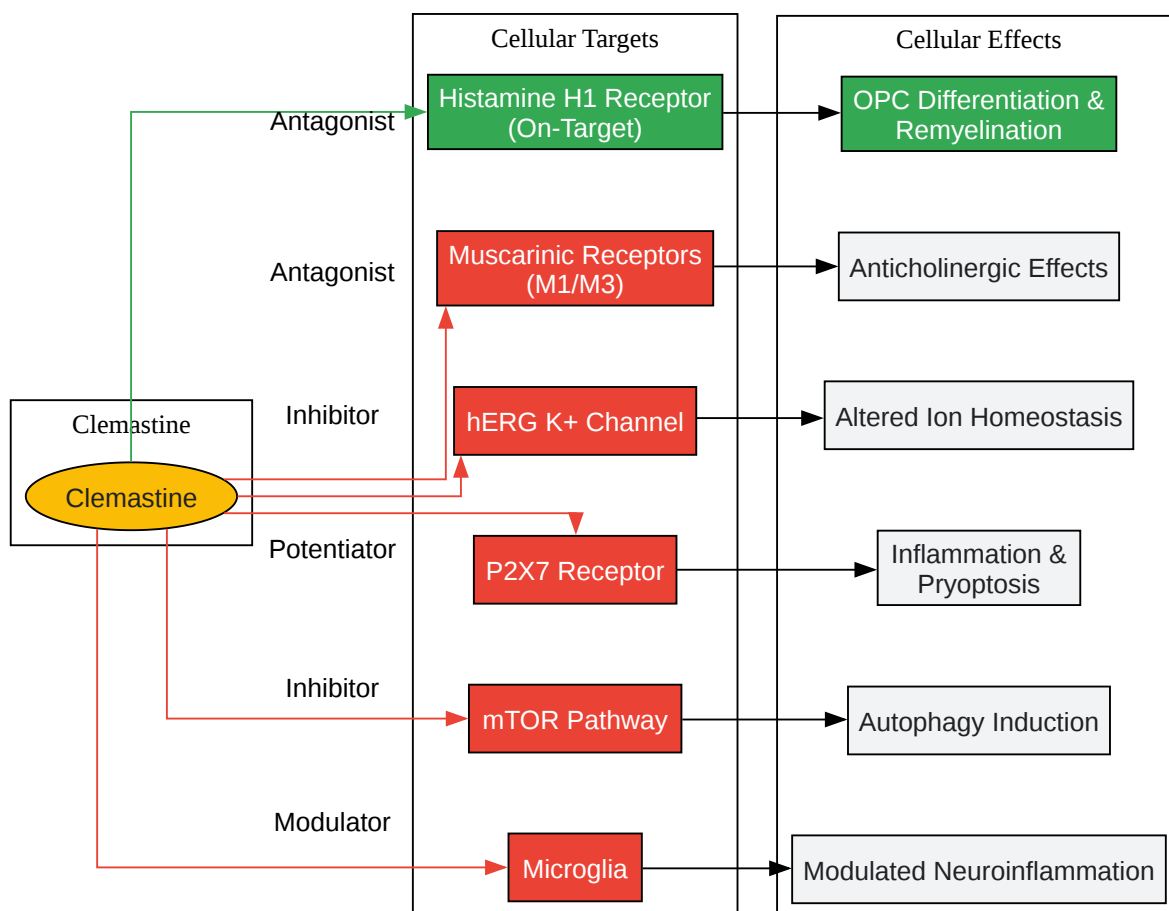 Cellular Targets
Cellular Effects
Antagonist
Histamine H1 Receptor
(On-Target)
OPC Differentiation &
Remyelination
Antagonist
Muscarinic Receptors
(M1/M3)
Anticholinergic Effects
Clemastine
Clemastine
Inhibitor
hERG K+ Channel
Altered Ion Homeostasis
Potentiator
P2X7 Receptor
Inflammation &
Pryoptosis
Inhibitor
mTOR Pathway
Autophagy Induction
Modulator
Microglia
Modulated Neuroinflammation